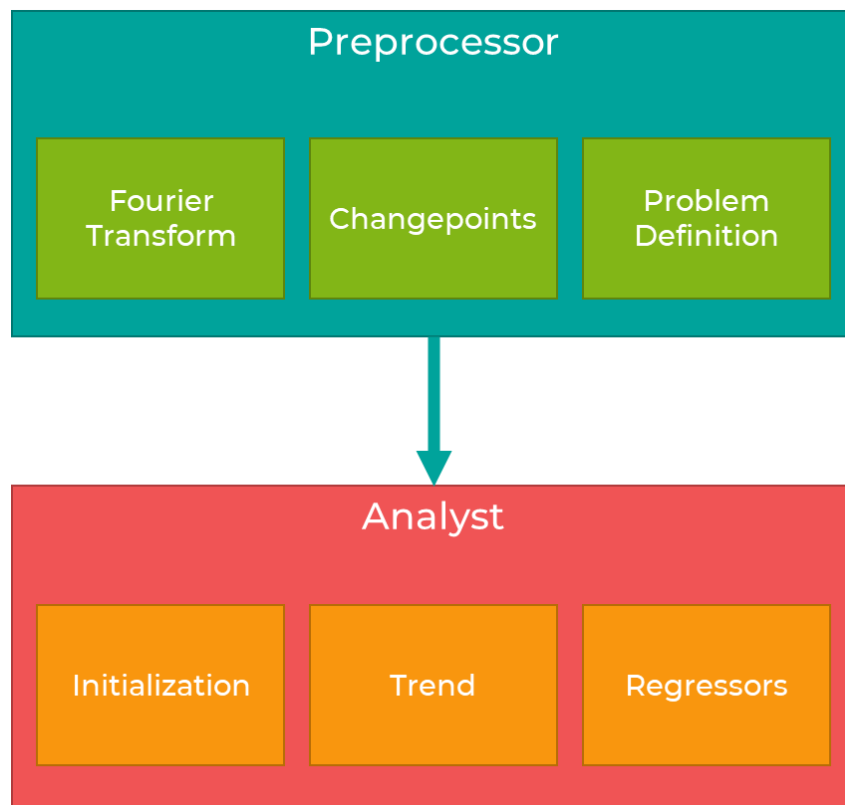 Preprocessor
Fourier
Transform
Changepoints
Problem
Definition
Analyst
Initialization
Trend
Regressors